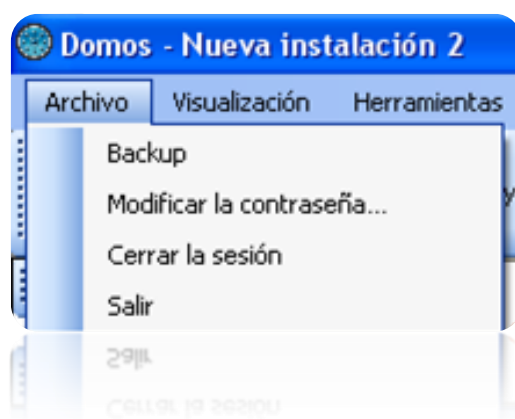 Domos - Nueva instalación 2
Archivo Visualización Herramientas
Backup
Modificar la contraseña...
Cerrar la sesión
Salir